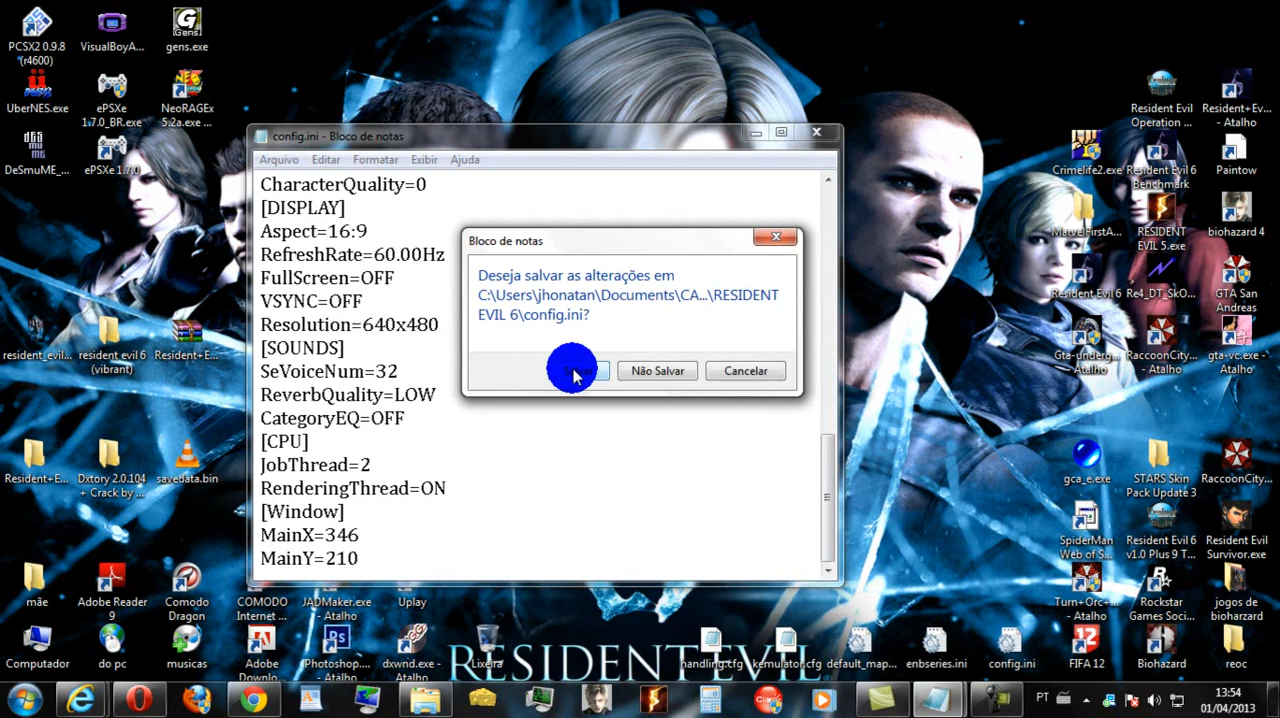 PCSX2 0.9.8
(r4600)
VisualBoyA...
gens.exe
UberNES.exe
ePSXe
1.7.0_BR.exe
NeoRAGEx
5.2a.exe ...
DeSmuME_...
ePSXe 1.7.0
resident_evil...
resident evil 6
(vibrant)
Resident+E...
Resident+E...
Dxtory 2.0.104
+ Crack by ...
savedata.bin
mãe
Adobe Reader
9
Comodo
Dragon
COMODO
Internet ...
JADMaker.exe
- Atalho
Uplay
Computador
do pc
musicas
Adobe
Downlo...
Photoshop....
- Atalho
dxwnd.exe -
Atalho
Lixeira
config.ini - Bloco de notas
Arquivo Editar Formatar Exibir Ajuda
CharacterQuality=0
[DISPLAY]
Aspect=16:9
RefreshRate=60.00Hz
FullScreen=OFF
VSYNC=OFF
Resolution=640x480
[SOUNDS]
SeVoiceNum=32
ReverbQuality=LOW
CategoryEQ=OFF
[CPU]
JobThread=2
RenderingThread=ON
[Window]
MainX=346
MainY=210
Bloco de notas
Deseja salvar as alterações em
C:\Users\jhonatan\Documents\CA...\RESIDENT
EVIL 6\config.ini?
Não Salvar
Cancelar
Resident Evil
Operation ...
Resident+Ev...
- Atalho
Crimelife2.exe
Resident Evil 6
Benchmark
Paintow
MarvelFirstA...
RESIDENT
EVIL 5.exe
biohazard 4
Resident Evil 6
Re4_DT_SkO...
GTA San
Andreas
Gta-underg...
- Atalho
RaccoonCity...
- Atalho
gta-vc.exe -
Atalho
gca_e.exe
STARS Skin
Pack Update 3
RaccoonCity...
SpiderMan
Web of S...
Resident Evil 6
v1.0 Plus 9 T...
Resident Evil
Survivor.exe
Turn+Orc+...
- Atalho
Rockstar
Games Soci...
jogos de
bioharzard
handling.cfg
kemulator.cfg
default_map...
enbseries.ini
config.ini
FIFA 12
Biohazard
reoc
RESIDENT EVIL
PT
13:54
01/04/2013